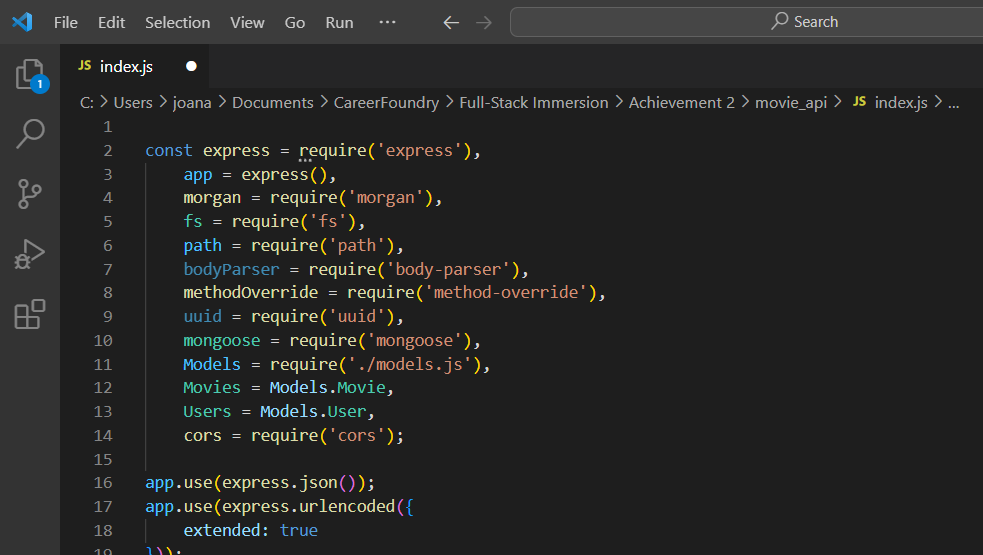 File Edit Selection View Go Run ··· ← → Search
JS index.js ●
1
C: > Users > joana > Documents > CareerFoundry > Full-Stack Immersion > Achievement 2 > movie_api > JS index.js > ...
1
2 const express = require('express'),
3 app = express(),
4 morgan = require('morgan'),
5 fs = require('fs'),
6 path = require('path'),
7 bodyParser = require('body-parser'),
8 methodOverride = require('method-override'),
9 uuid = require('uuid'),
10 mongoose = require('mongoose'),
11 Models = require('./models.js'),
12 Movies = Models.Movie,
13 Users = Models.User,
14 cors = require('cors');
15
16 app.use(express.json());
17 app.use(express.urlencoded({
18 extended: true
19 }));